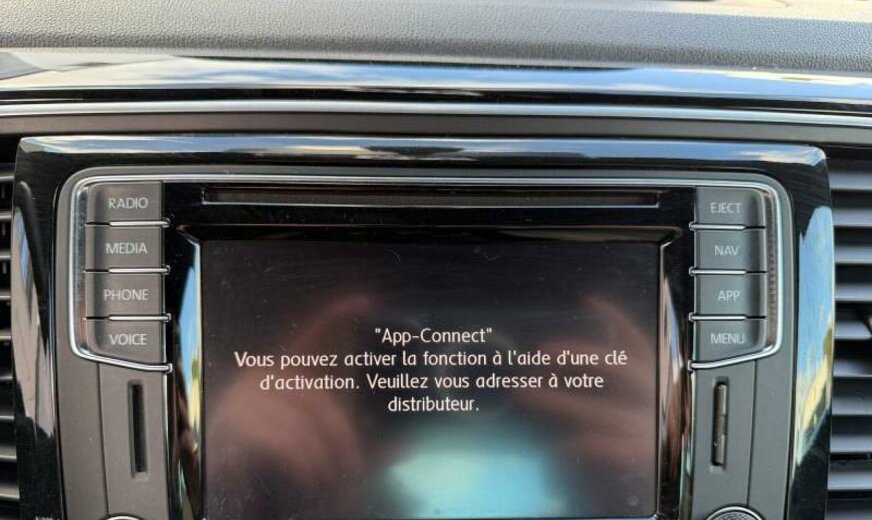 RADIO
MEDIA
PHONE
VOICE
EJECT
NAV
APP
MENU
"App-Connect"
Vous pouvez activer la fonction à l'aide d'une clé
d'activation. Veuillez vous adresser à votre
distributeur.